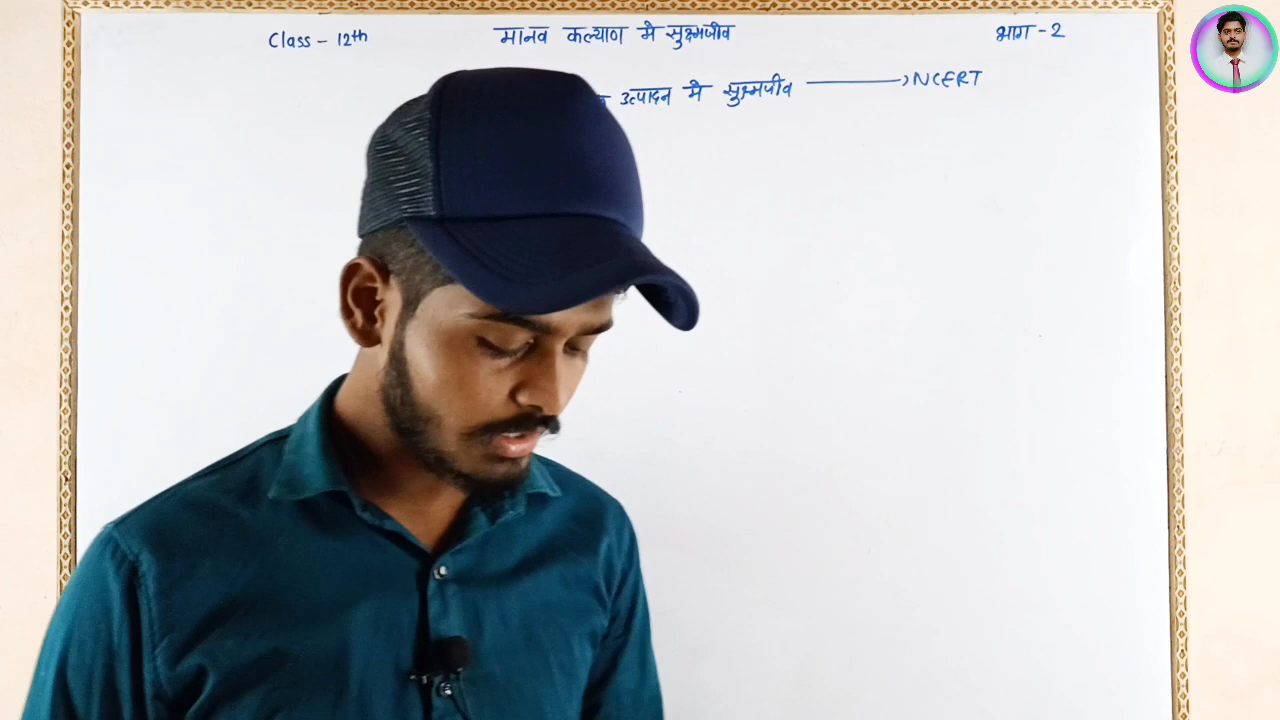 Class - 12th मानव कल्याण मे सुक्ष्मजीव भाग - 2
उत्पादन मे सुक्ष्मजीव NCERT